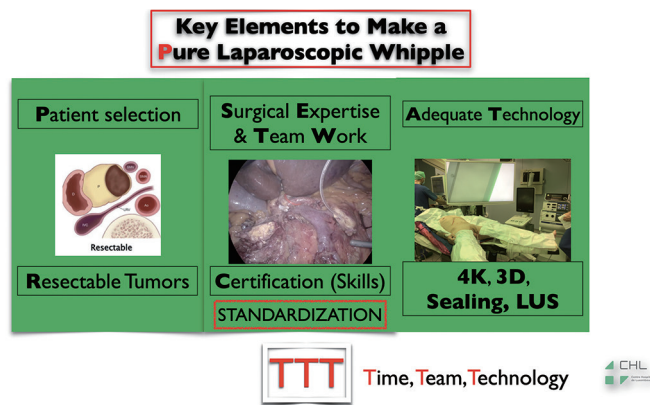 Key Elements to Make a
Pure Laparoscopic Whipple
Patient selection
Resectable
Resectable Tumors
Surgical Expertise
& Team Work
Certification (Skills)
STANDARDIZATION
Adequate Technology
4K, 3D,
Sealing, LUS
TTT
Time,Team,Technology
CHL